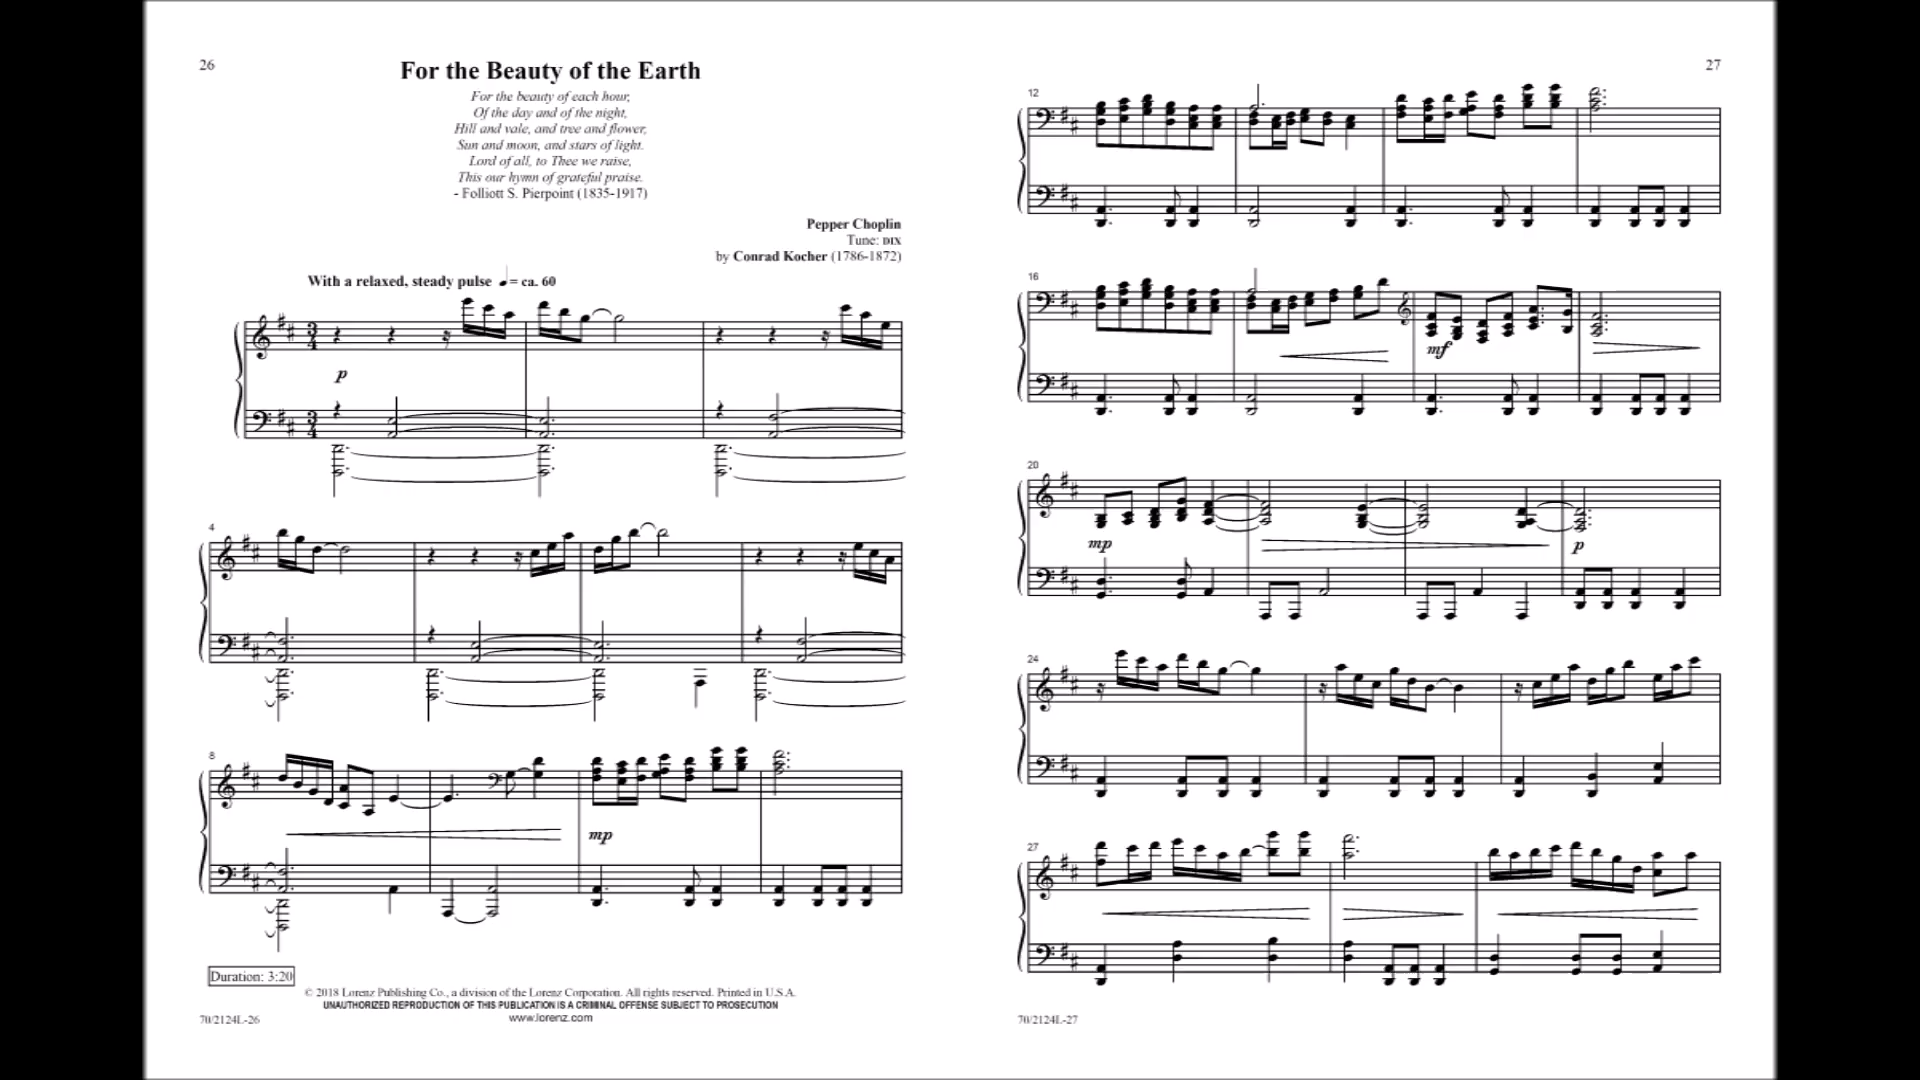 26
For the Beauty of the Earth
For the beauty of each hour,
Of the day and of the night,
Hill and vale, and tree and flower,
Sun and moon, and stars of light.
Lord of all, to Thee we raise,
This our hymn of grateful praise.
- Folliott S. Pierpoint (1835-1917)
Pepper Choplin
Tune: DIX
by Conrad Kocher (1786-1872)
With a relaxed, steady pulse ♩= ca. 60
3
4
p
3
4
4
8
mp
Duration: 3:20
© 2018 Lorenz Publishing Co., a division of the Lorenz Corporation. All rights reserved. Printed in U.S.A.
UNAUTHORIZED REPRODUCTION OF THIS PUBLICATION IS A CRIMINAL OFFENSE SUBJECT TO PROSECUTION
www.lorenz.com
70/2124L-26
27
12
16
mf
20
mp
p
24
27
70/2124L-27